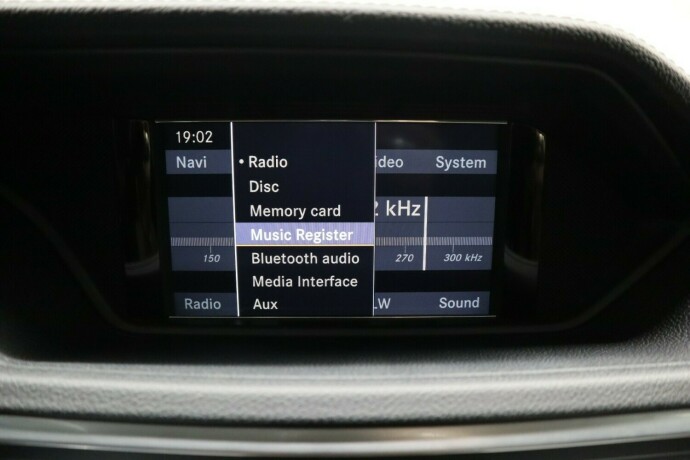 19:02
Navi ideo System
• Radio
Disc
Memory card
2 kHz
Music Register
150 270 300 kHz
Bluetooth audio
Media Interface
Aux
Radio .W Sound